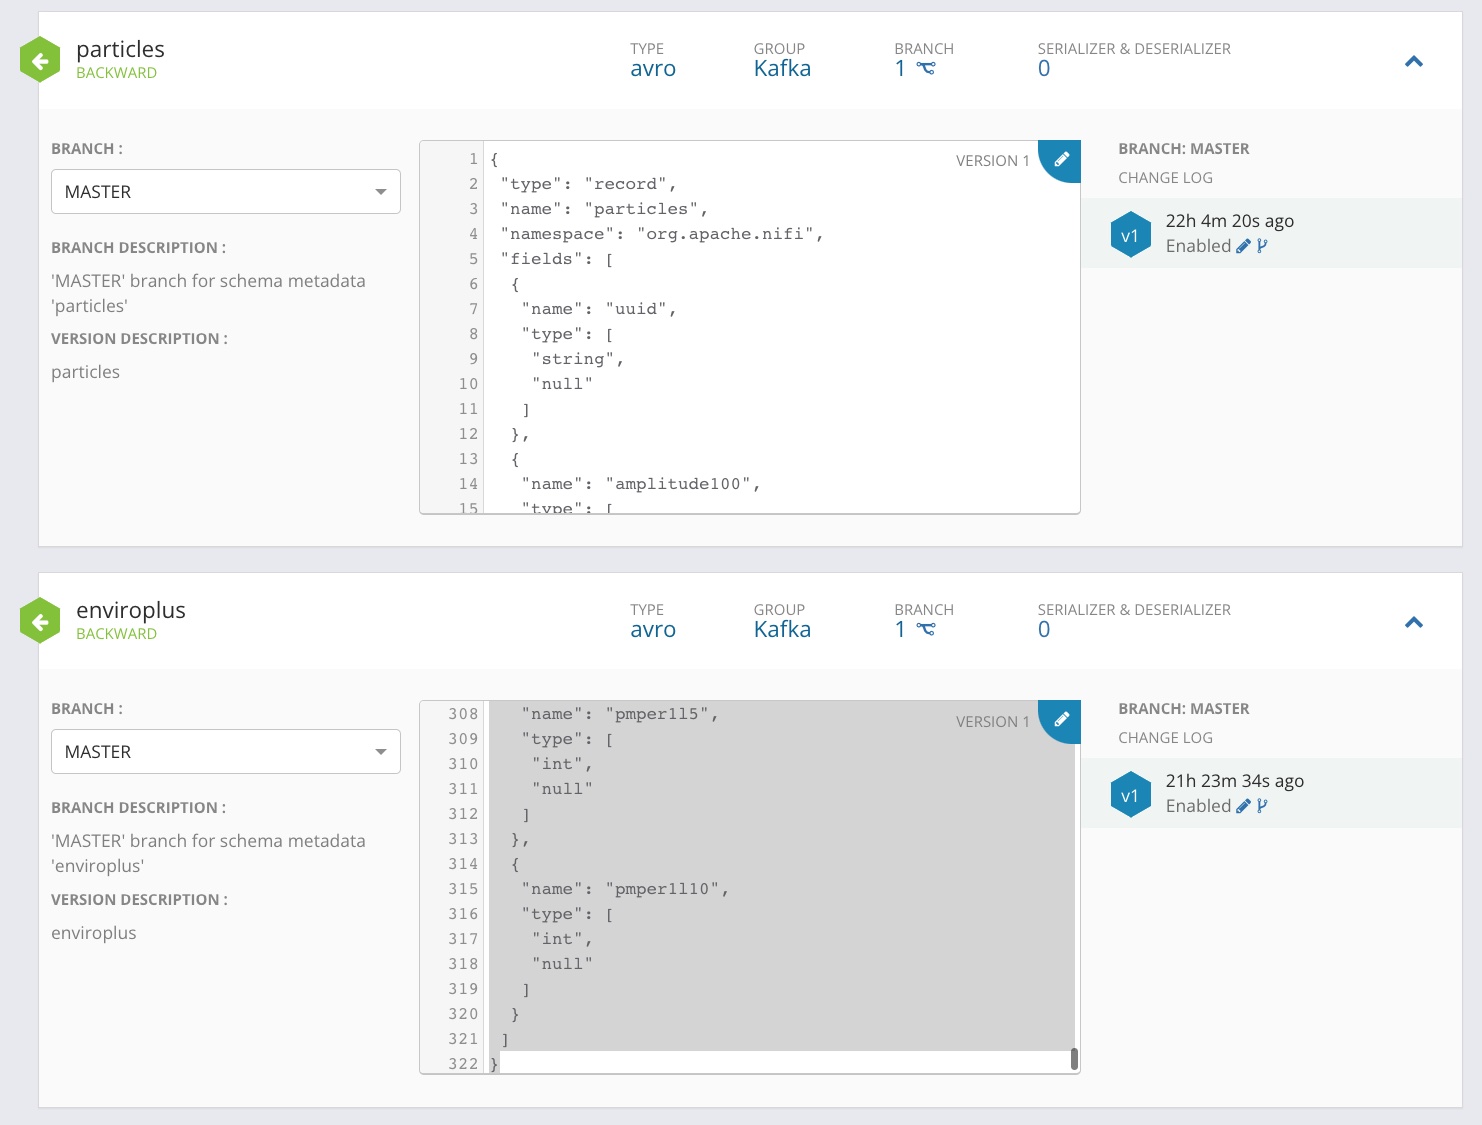 particles
BACKWARD
TYPE
avro
GROUP
Kafka
BRANCH
1
SERIALIZER & DESERIALIZER
0
BRANCH :
MASTER
BRANCH DESCRIPTION :
'MASTER' branch for schema metadata
'particles'
VERSION DESCRIPTION :
particles
VERSION 1
1 {
2 "type": "record",
3 "name": "particles",
4 "namespace": "org.apache.nifi",
5 "fields": [
6 {
7 "name": "uuid",
8 "type": [
9 "string",
10 "null"
11 ]
12 },
13 {
14 "name": "amplitude100",
15 "type": [
BRANCH: MASTER
CHANGE LOG
v1
22h 4m 20s ago
Enabled
enviroplus
BACKWARD
TYPE
avro
GROUP
Kafka
BRANCH
1
SERIALIZER & DESERIALIZER
0
BRANCH :
MASTER
BRANCH DESCRIPTION :
'MASTER' branch for schema metadata
'enviroplus'
VERSION DESCRIPTION :
enviroplus
VERSION 1
308 "name": "pmper1l5",
309 "type": [
310 "int",
311 "null"
312 ]
313 },
314 {
315 "name": "pmper1l10",
316 "type": [
317 "int",
318 "null"
319 ]
320 }
321 ]
322 }
BRANCH: MASTER
CHANGE LOG
v1
21h 23m 34s ago
Enabled